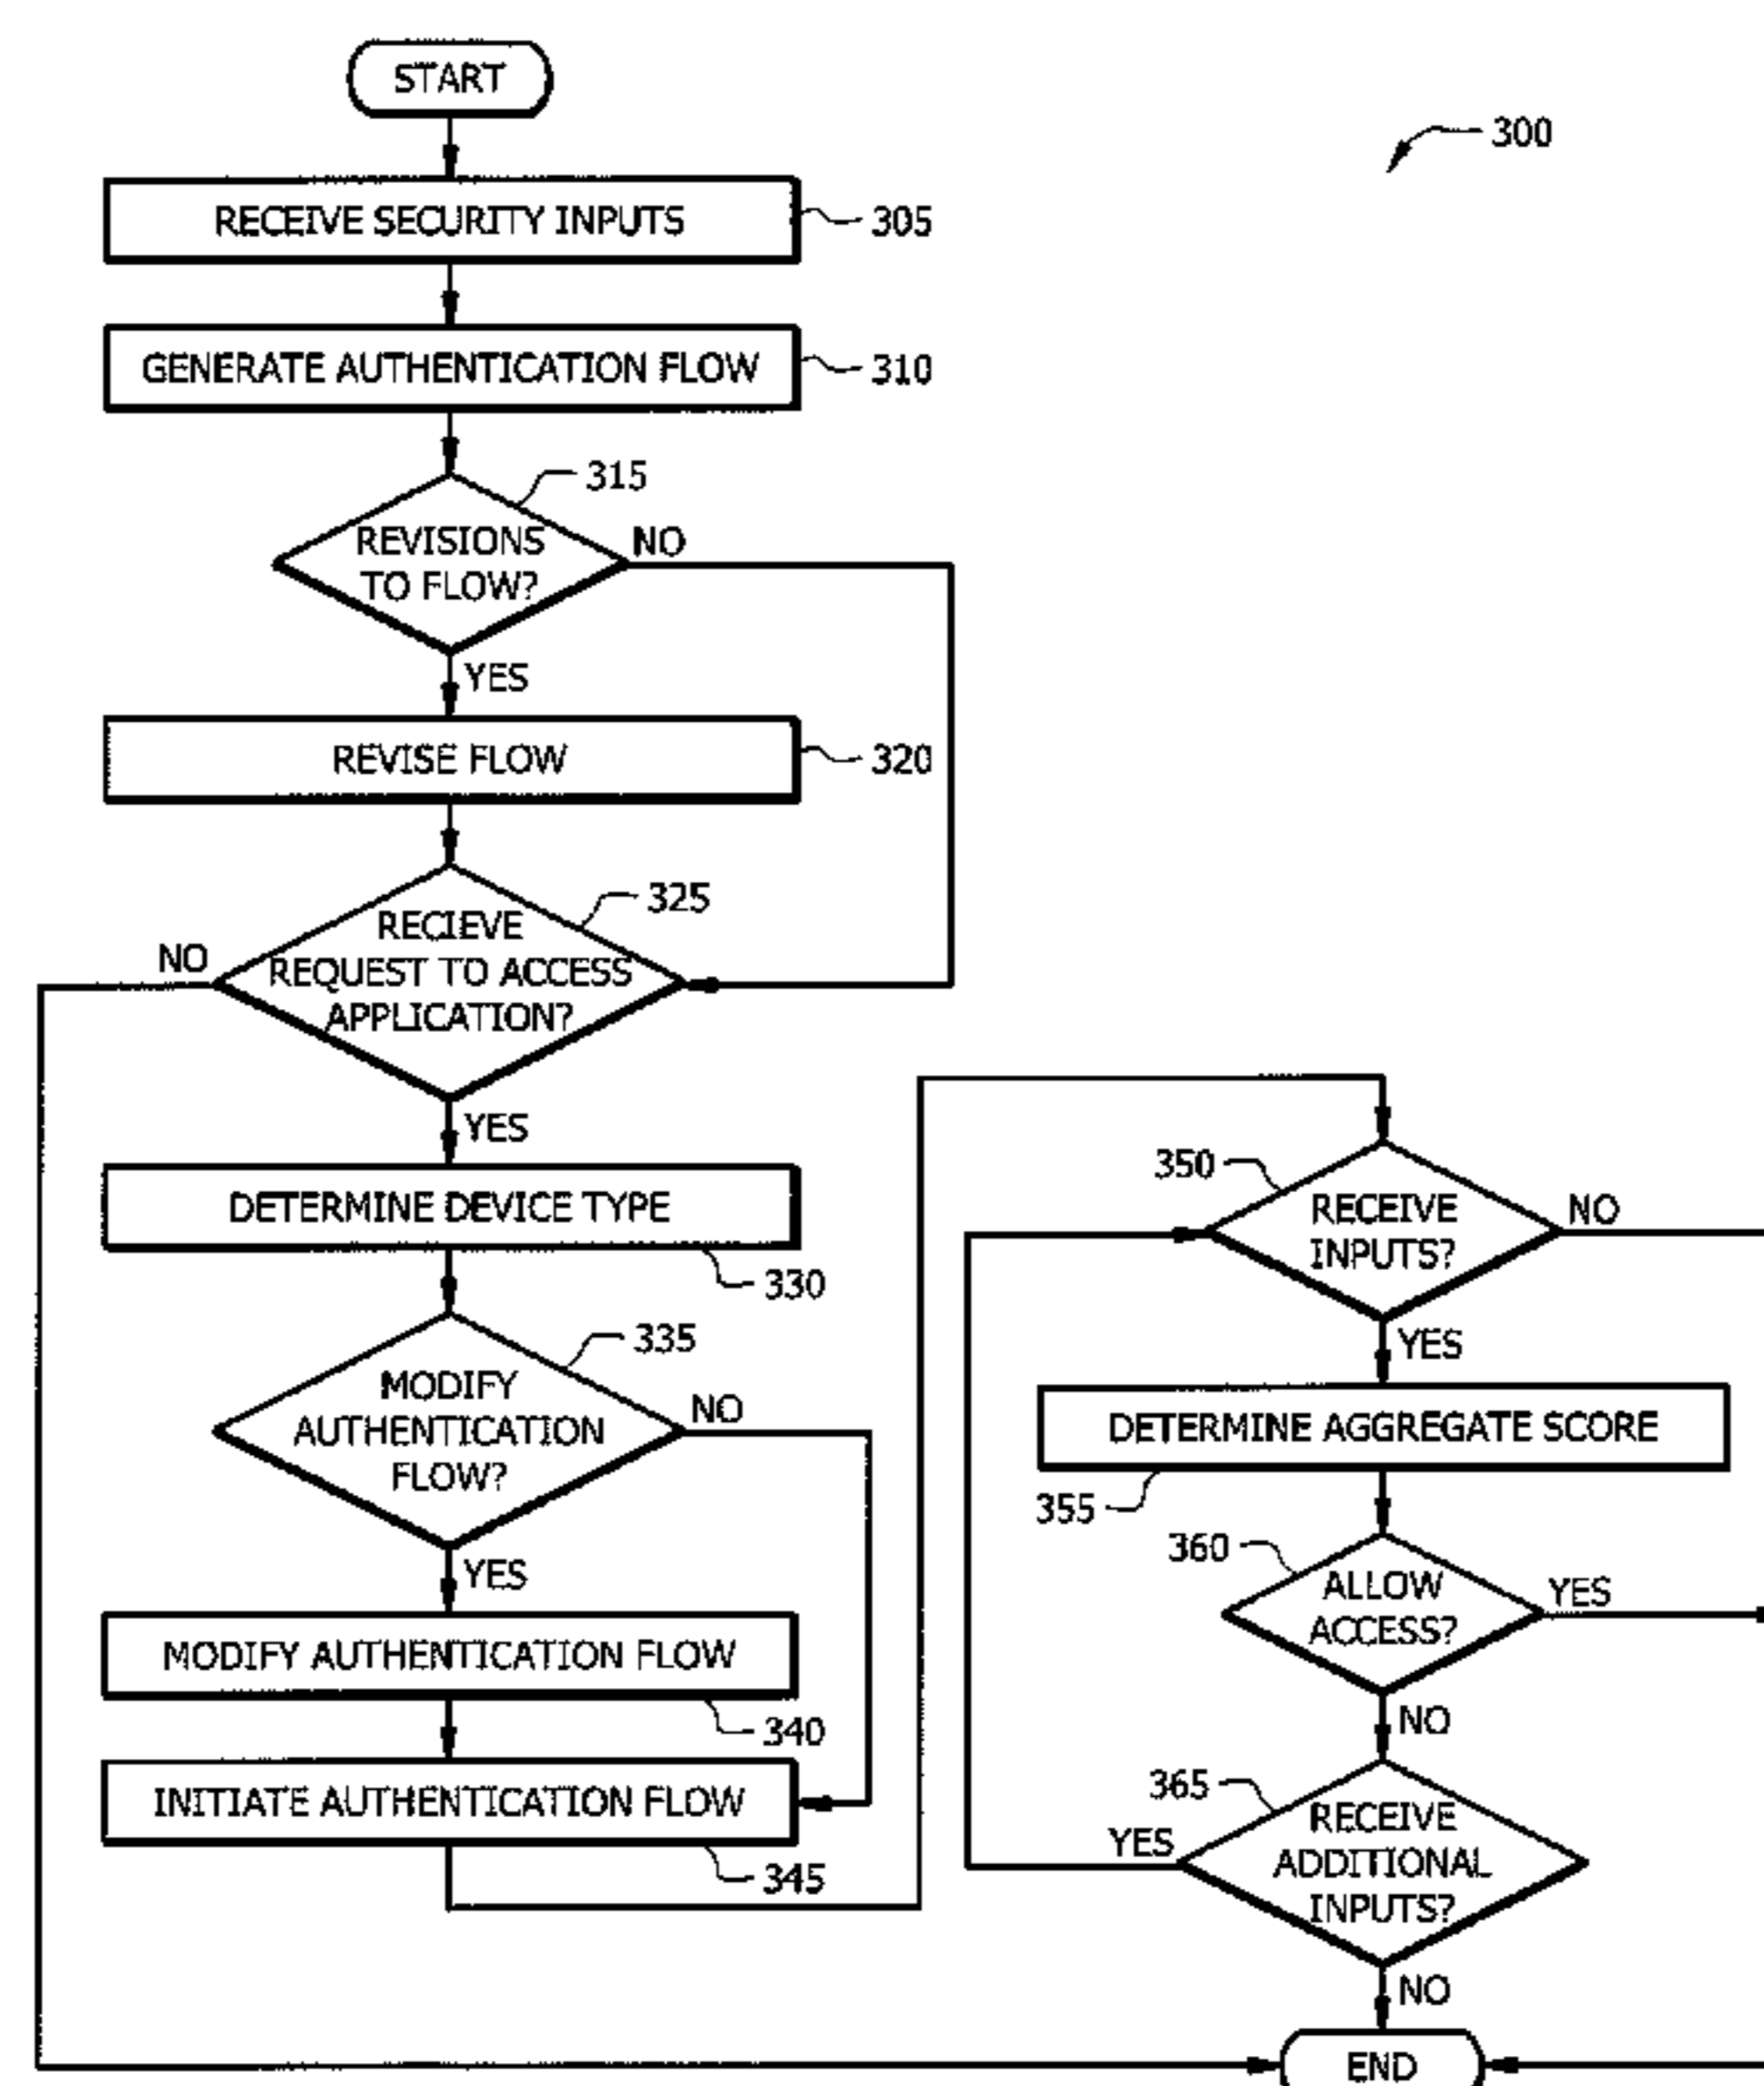 START
300
RECEIVE SECURITY INPUTS
305
GENERATE AUTHENTICATION FLOW
310
315
REVISIONS
TO FLOW?
NO
YES
REVISE FLOW
320
325
RECIEVE
REQUEST TO ACCESS
APPLICATION?
NO
YES
DETERMINE DEVICE TYPE
330
335
MODIFY
AUTHENTICATION
FLOW?
NO
YES
MODIFY AUTHENTICATION FLOW
340
INITIATE AUTHENTICATION FLOW
345
350
RECEIVE
INPUTS?
NO
YES
DETERMINE AGGREGATE SCORE
355
360
ALLOW
ACCESS?
YES
NO
365
RECEIVE
ADDITIONAL
INPUTS?
YES
NO
END